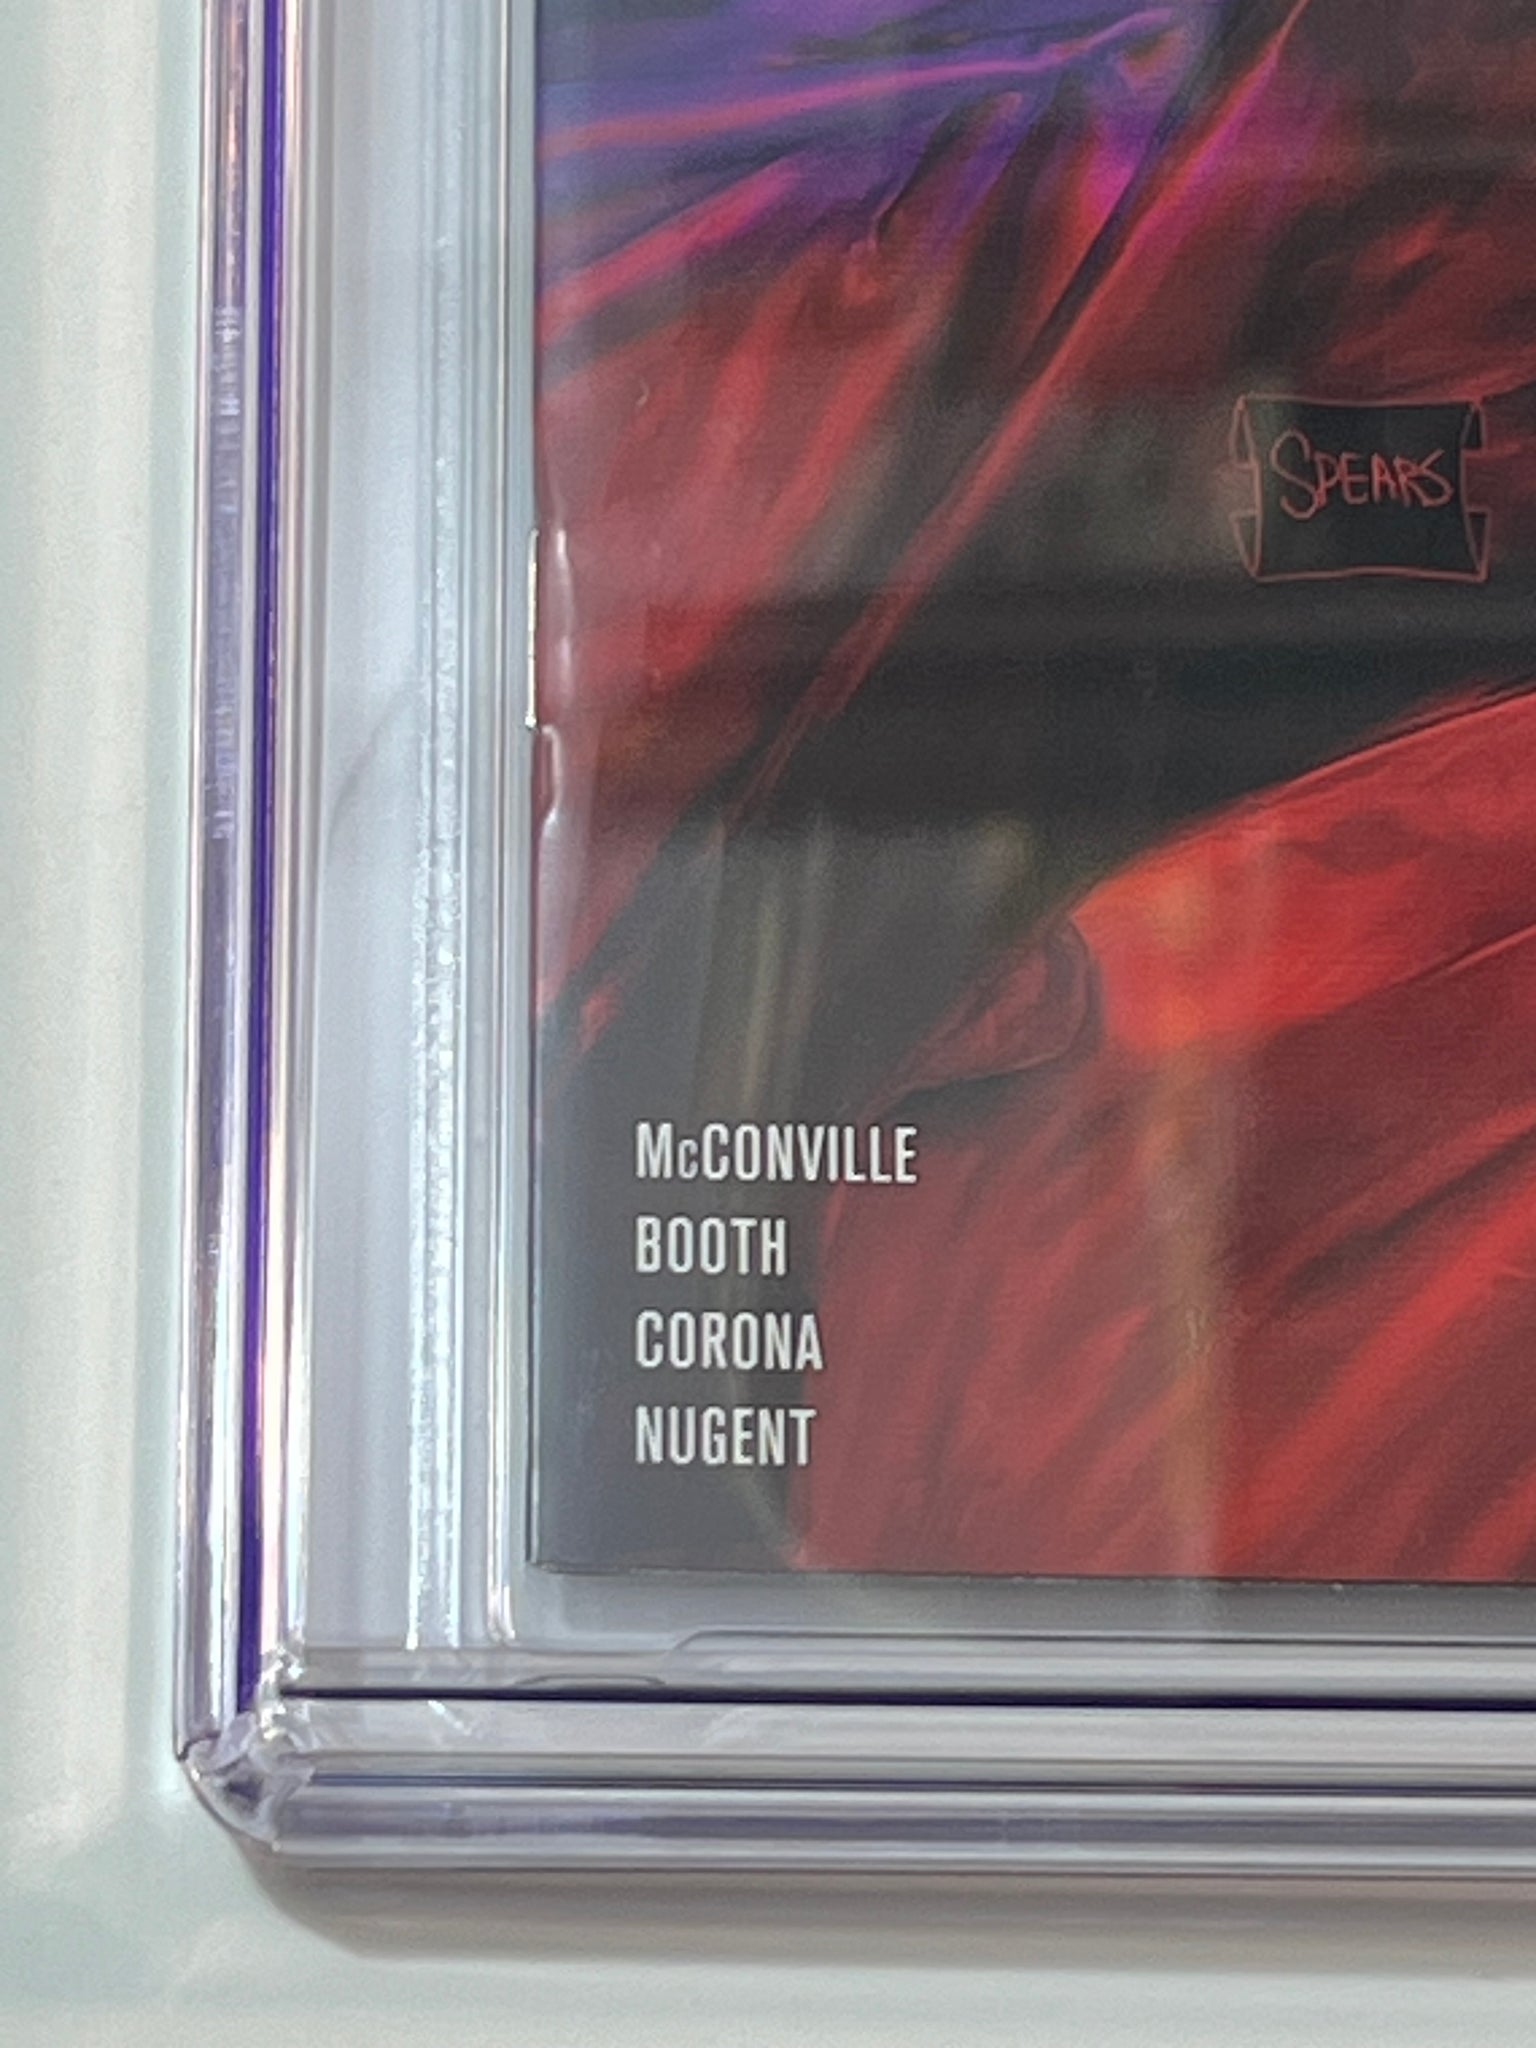 SPEARS
McCONVILLE
BOOTH
CORONA
NUGENT